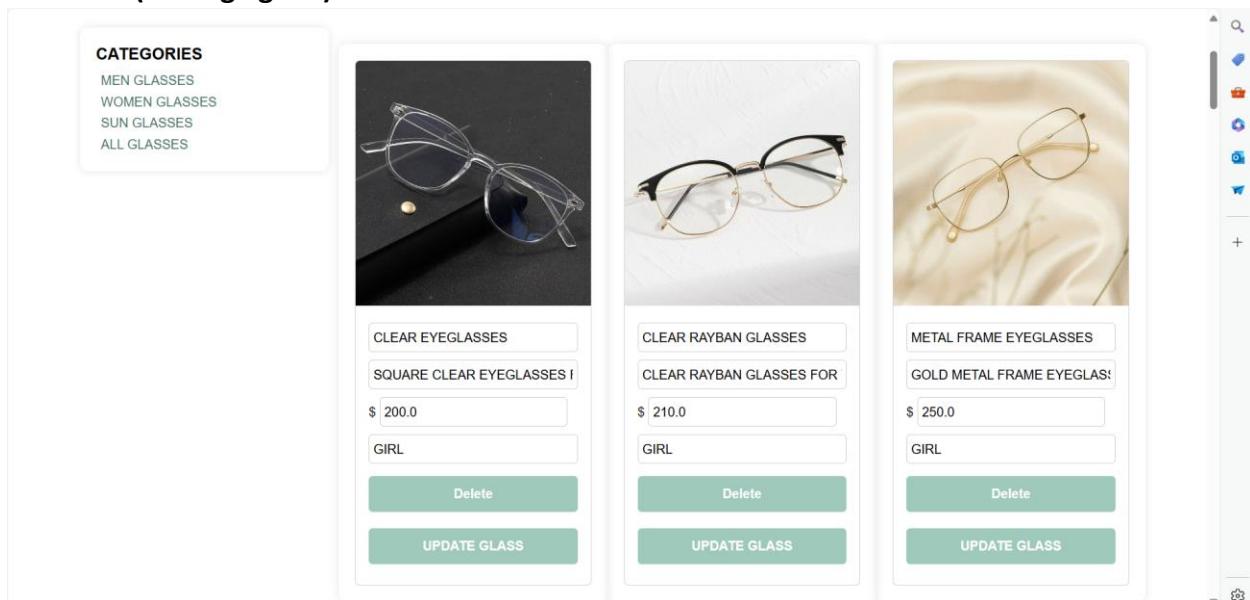 CATEGORIES
MEN GLASSES
WOMEN GLASSES
SUN GLASSES
ALL GLASSES
CLEAR EYEGLASSES
SQUARE CLEAR EYEGLASSES
$ 200.0
GIRL
Delete
UPDATE GLASS
CLEAR RAYBAN GLASSES
CLEAR RAYBAN GLASSES FOR
$ 210.0
GIRL
Delete
UPDATE GLASS
METAL FRAME EYEGLASSES
GOLD METAL FRAME
$ 250.0
GIRL
Delete
UPDATE GLASS